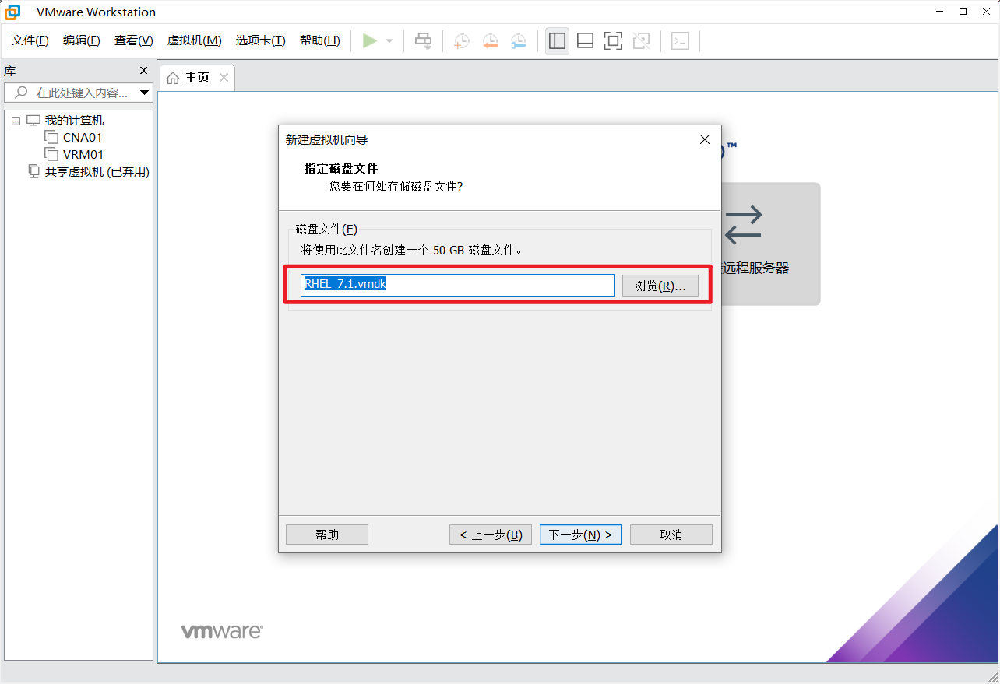 VMware Workstation
文件(F) 编辑(E) 查看(V) 虚拟机(M) 选项卡(T) 帮助(H)
库
在此处键入内容...
我的计算机
CNA01
VRM01
共享虚拟机 (已弃用)
主页
™
远程服务器
新建虚拟机向导
指定磁盘文件
您要在何处存储磁盘文件?
磁盘文件(F)
将使用此文件名创建一个 50 GB 磁盘文件。
RHEL_7.1.vmdk
浏览(R)...
帮助
< 上一步(B)
下一步(N) >
取消
vmware